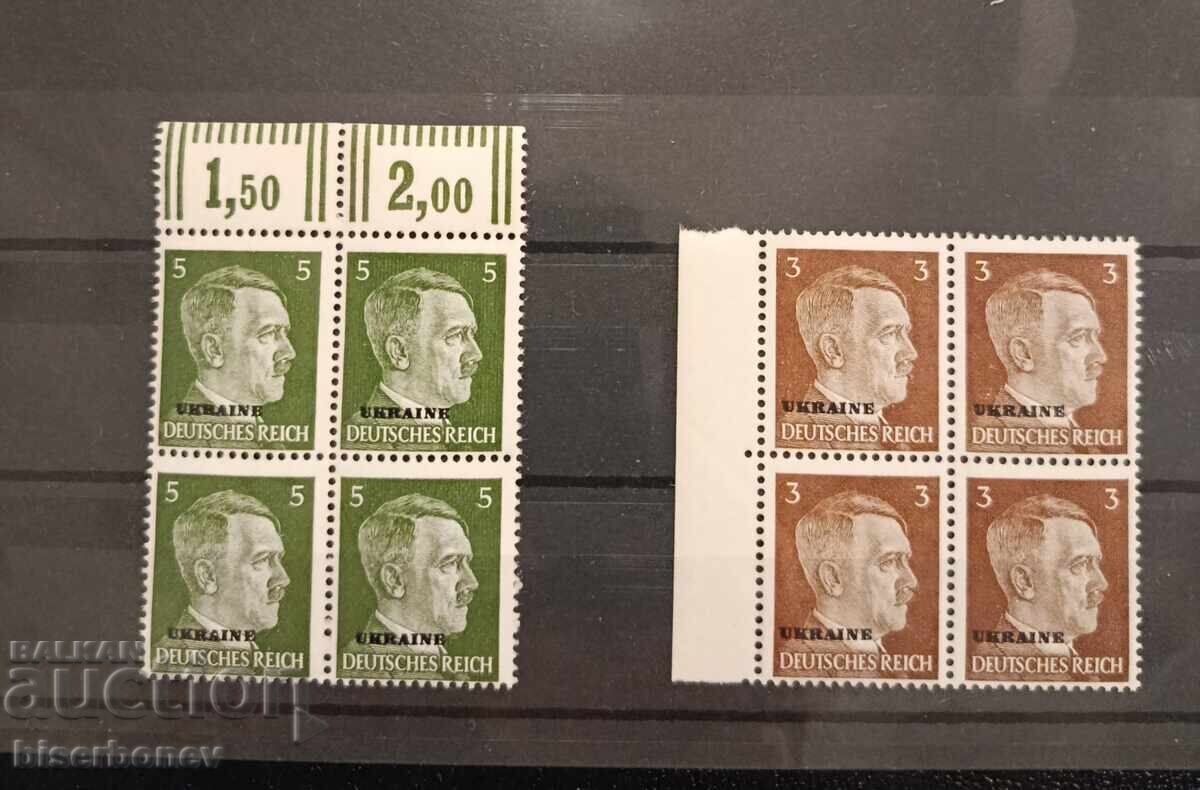 1,50 2,00
5 5 5 5
UKRAINE UKRAINE
DEUTSCHES REICH DEUTSCHES REICH
5 5 5 5
UKRAINE UKRAINE
DEUTSCHES REICH DEUTSCHES REICH
3 3 3 3
UKRAINE UKRAINE
DEUTSCHES REICH DEUTSCHES REICH
3 3 3 3
UKRAINE UKRAINE
DEUTSCHES REICH DEUTSCHES REICH
BALKAN
auction
biserbonev